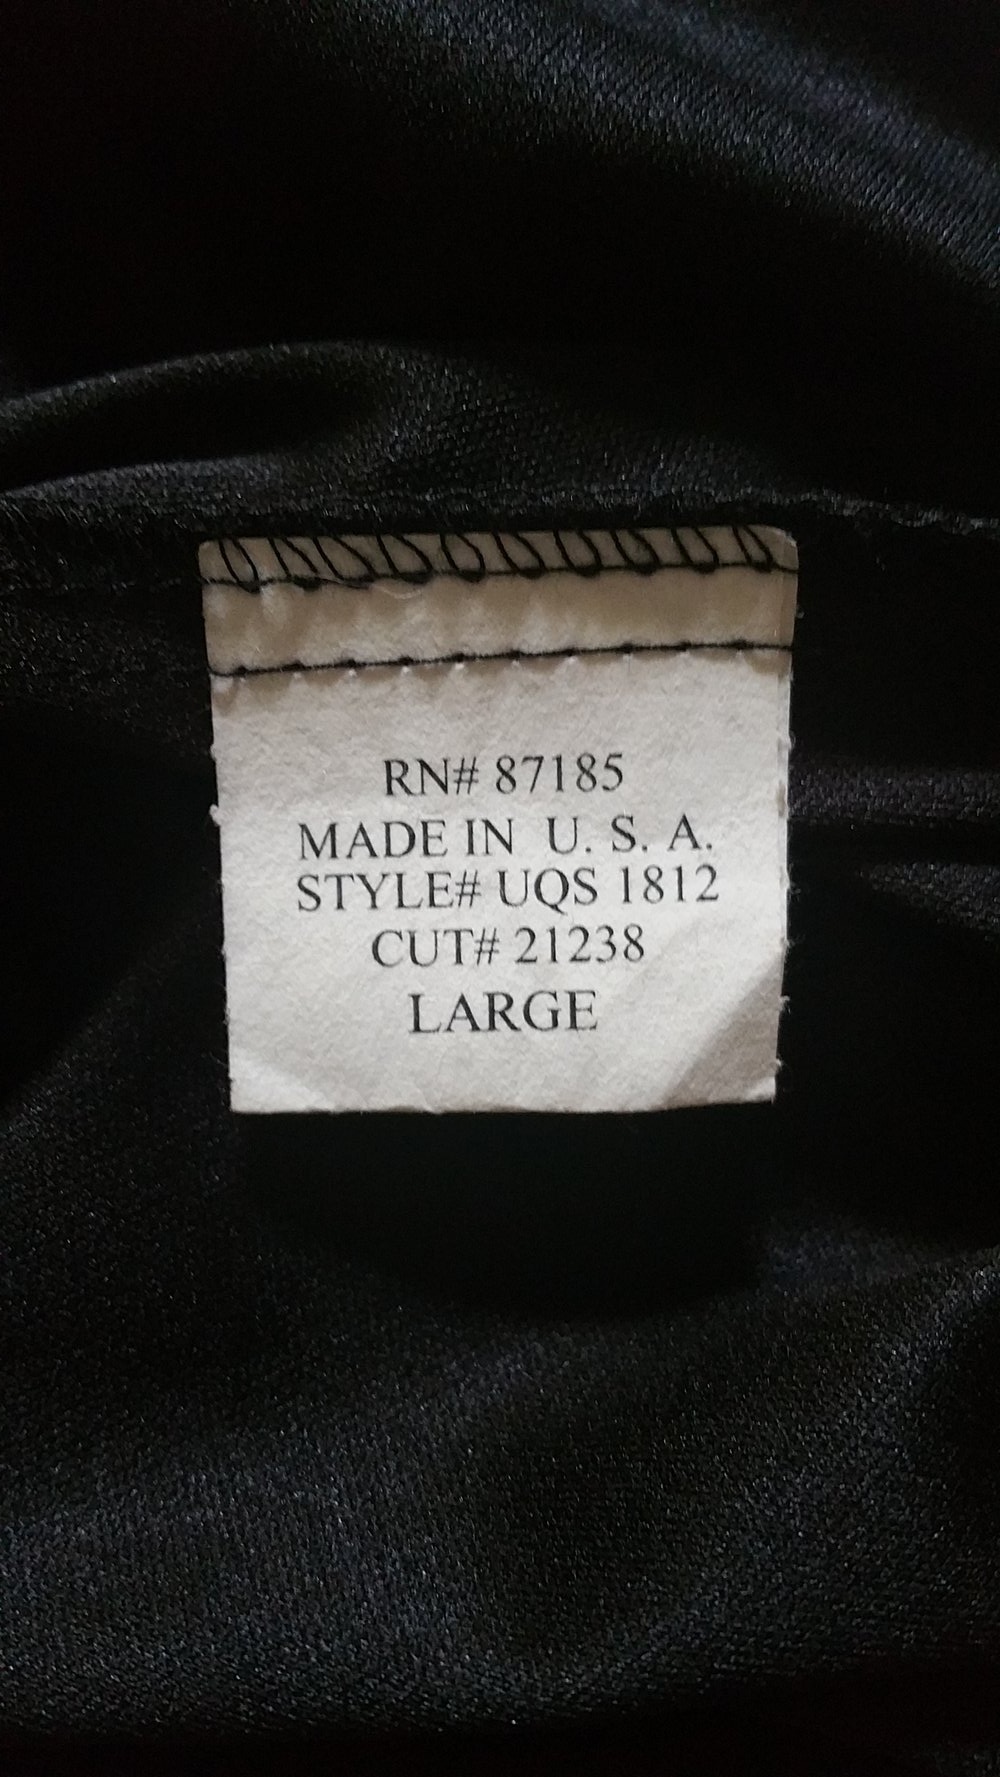 RN# 87185
MADE IN U. S. A.
STYLE# UQS 1812
CUT# 21238
LARGE